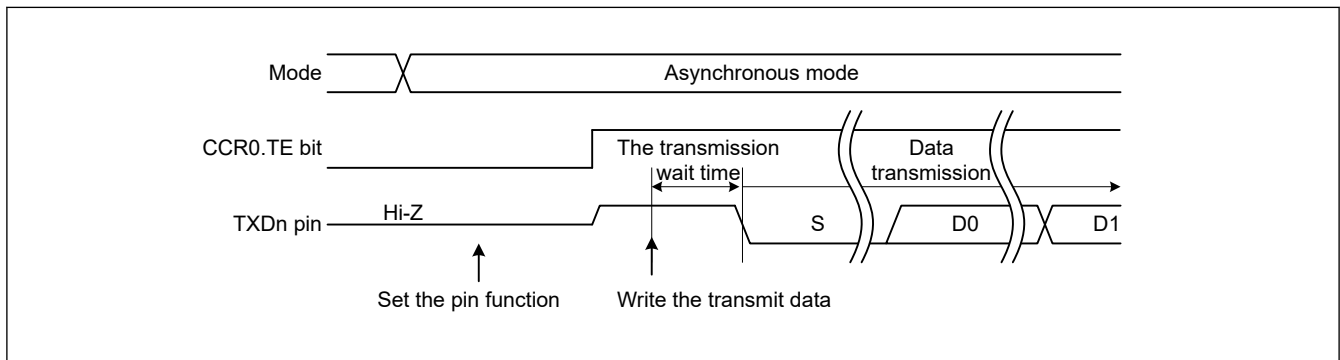 Mode
Asynchronous mode
CCR0.TE bit
The transmission
wait time
Data
transmission
TXDn pin
Hi-Z
S
D0
D1
Set the pin function
Write the transmit data